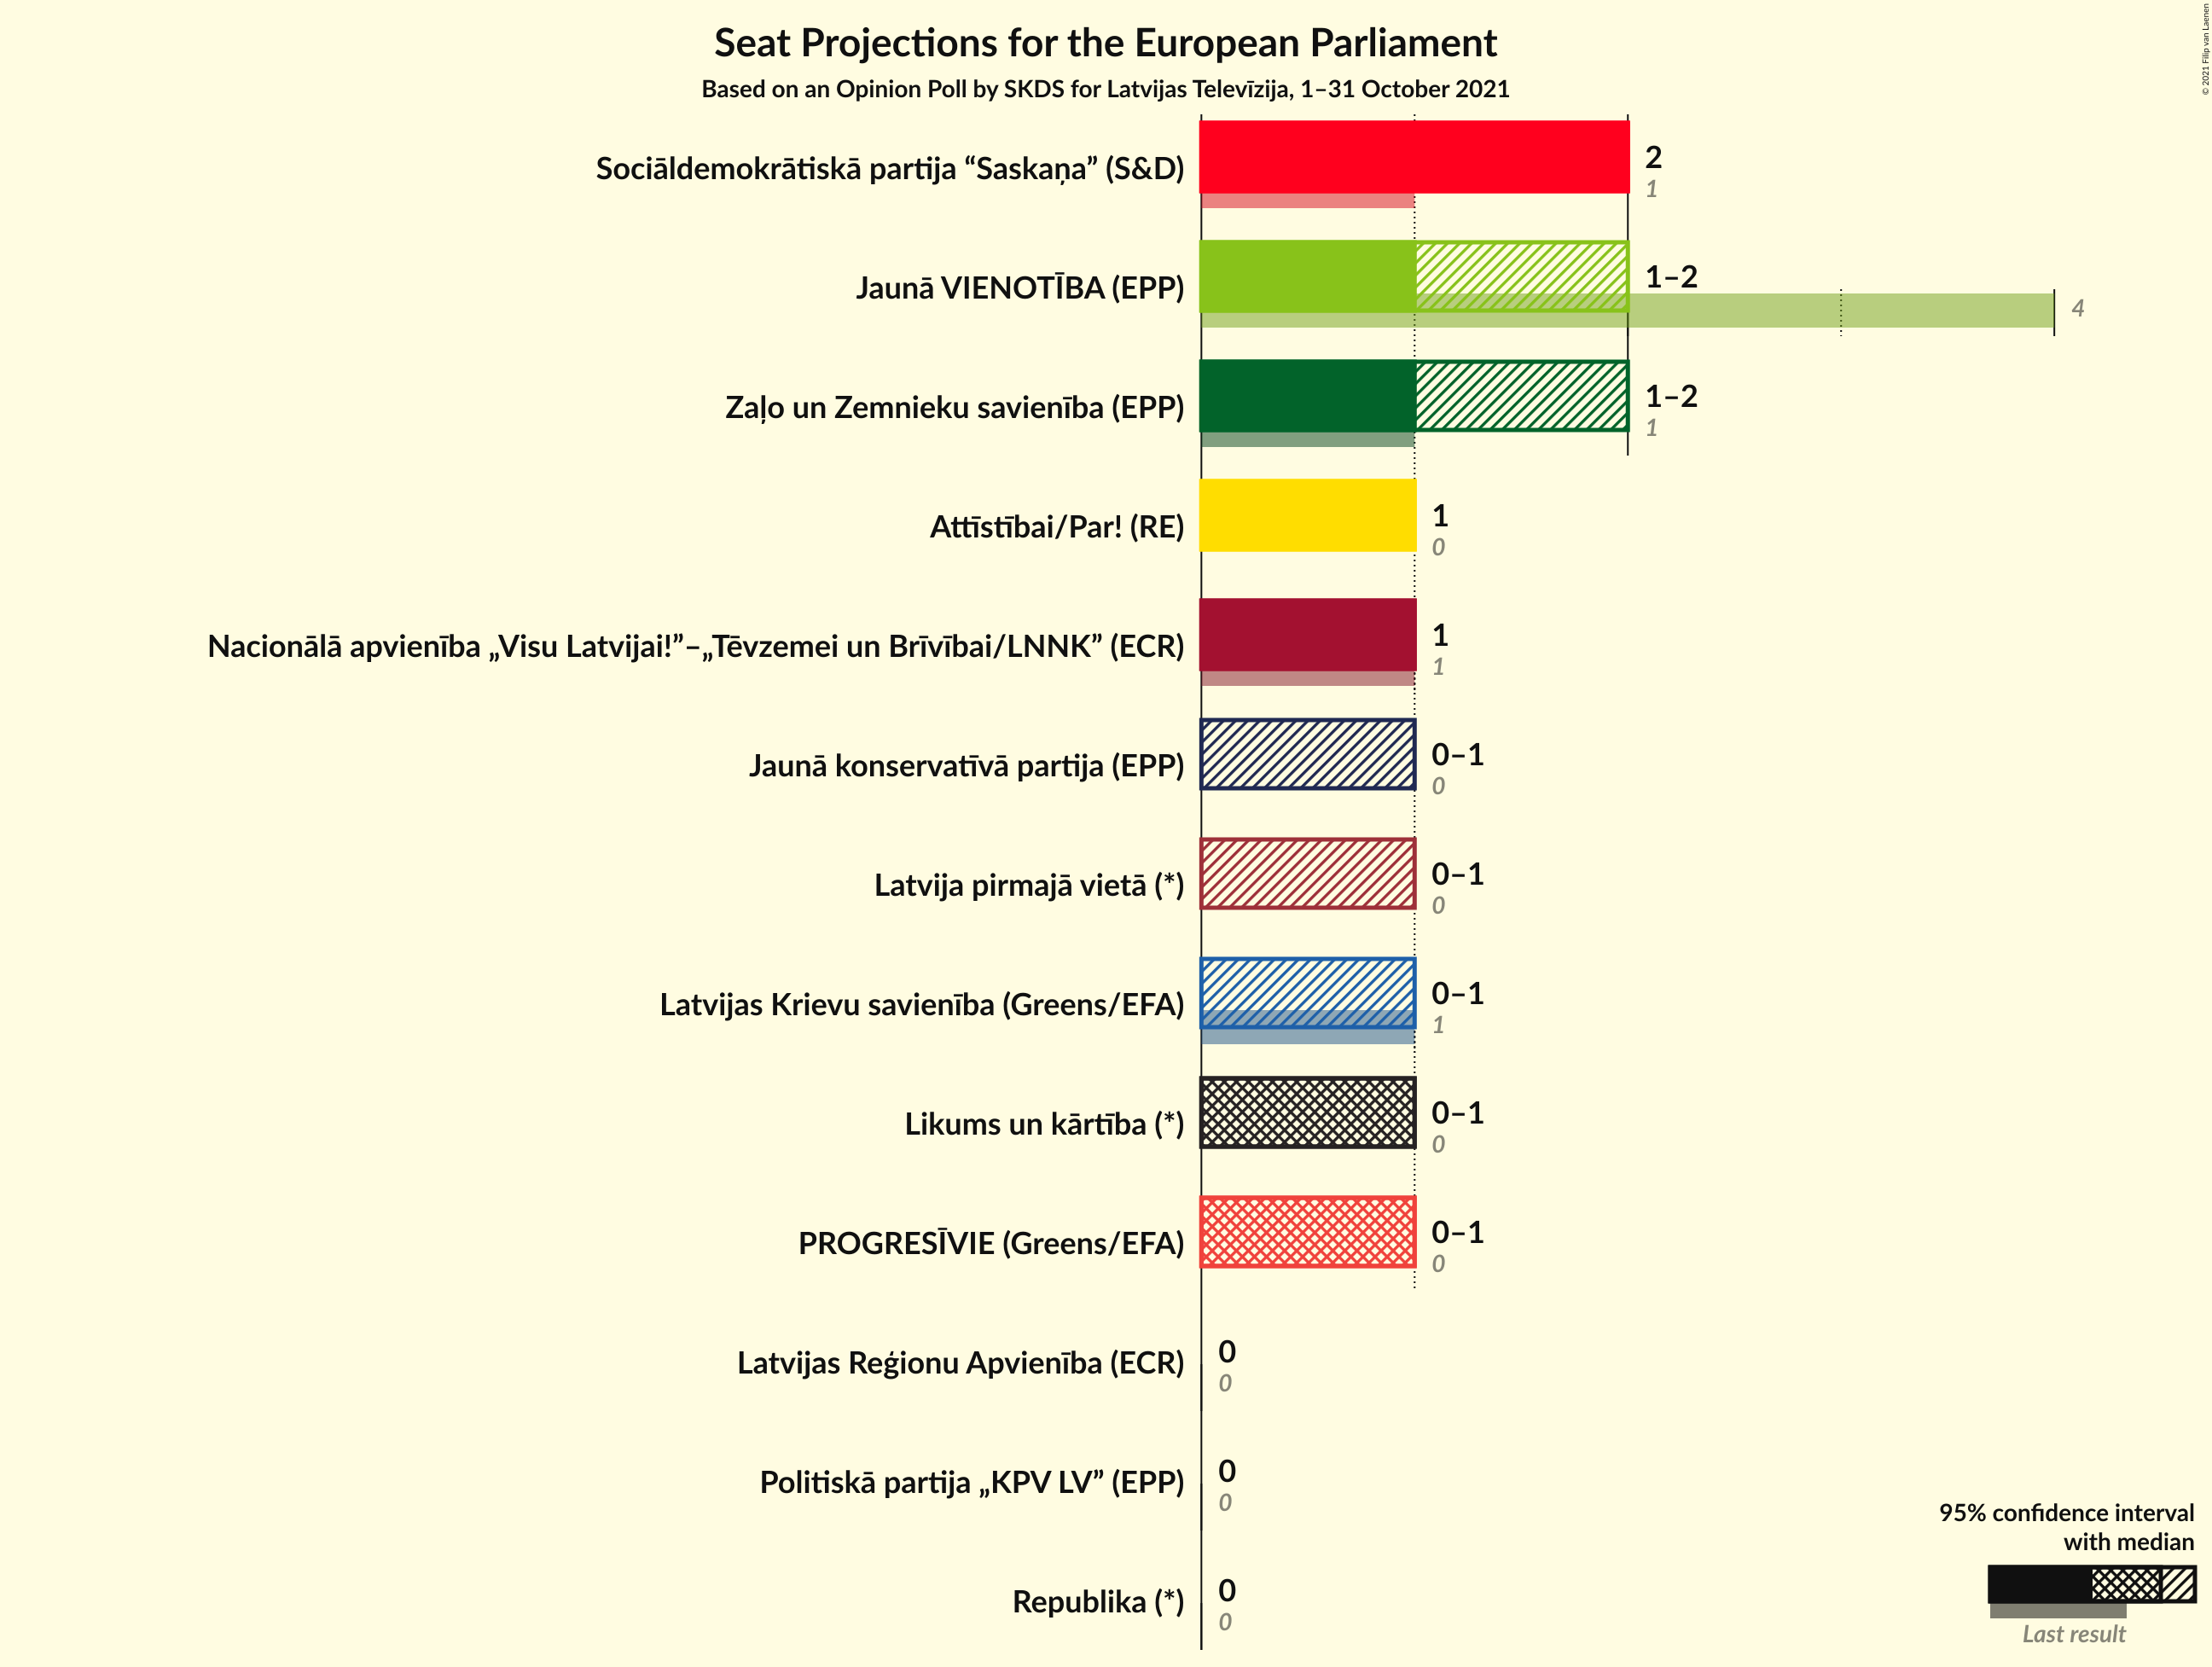 Seat Projections for the European Parliament
Based on an Opinion Poll by SKDS for Latvijas Televīzija, 1–31 October 2021
© 2021 Filip van Laenen
Sociāldemokrātiskā partija “Saskaņa” (S&D)
2
1
Jaunā VIENOTĪBA (EPP)
1–2
4
Zaļo un Zemnieku savienība (EPP)
1–2
1
Attīstībai/Par! (RE)
1
0
Nacionālā apvienība „Visu Latvijai!”–„Tēvzemei un Brīvībai/LNNK” (ECR)
1
1
Jaunā konservatīvā partija (EPP)
0–1
0
Latvija pirmajā vietā (*)
0–1
0
Latvijas Krievu savienība (Greens/EFA)
0–1
1
Likums un kārtība (*)
0–1
0
PROGRESĪVIE (Greens/EFA)
0–1
0
Latvijas Reģionu Apvienība (ECR)
0
0
Politiskā partija „KPV LV” (EPP)
0
0
Republika (*)
0
0
95% confidence interval
with median
Last result